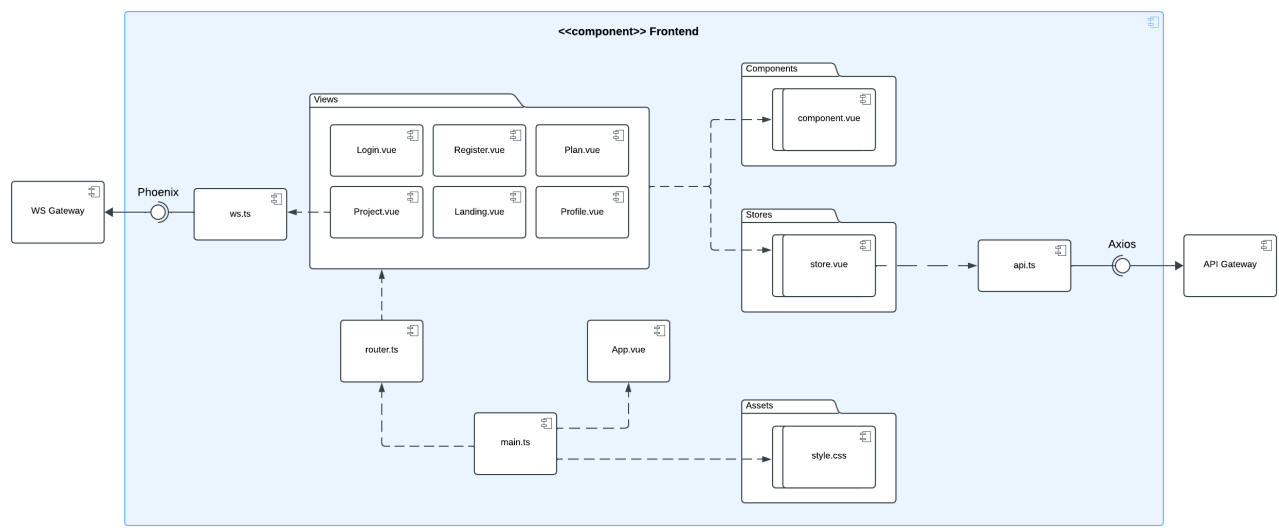 <<component>> Frontend
Components
component.vue
Views
Login.vue
Register.vue
Plan.vue
Project.vue
Landing.vue
Profile.vue
Phoenix
WS Gateway
ws.ts
Stores
store.vue
api.ts
Axios
API Gateway
router.ts
App.vue
main.ts
Assets
style.css